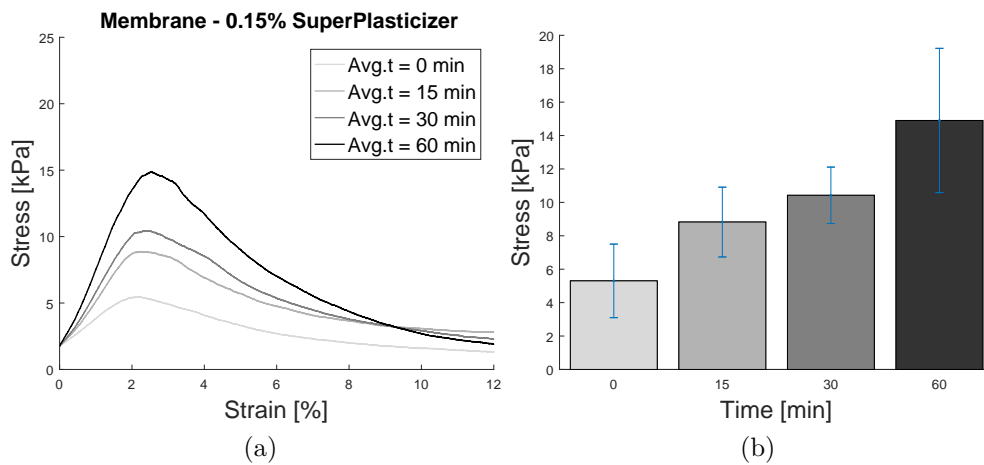 Membrane - 0.15% SuperPlasticizer
25
20
15
10
5
0
Stress [kPa]
Avg.t = 0 min
Avg.t = 15 min
Avg.t = 30 min
Avg.t = 60 min
0 2 4 6 8 10 12
Strain [%]
(a)
20
18
16
14
12
10
8
6
4
2
0
Stress [kPa]
0 15 30 60
Time [min]
(b)